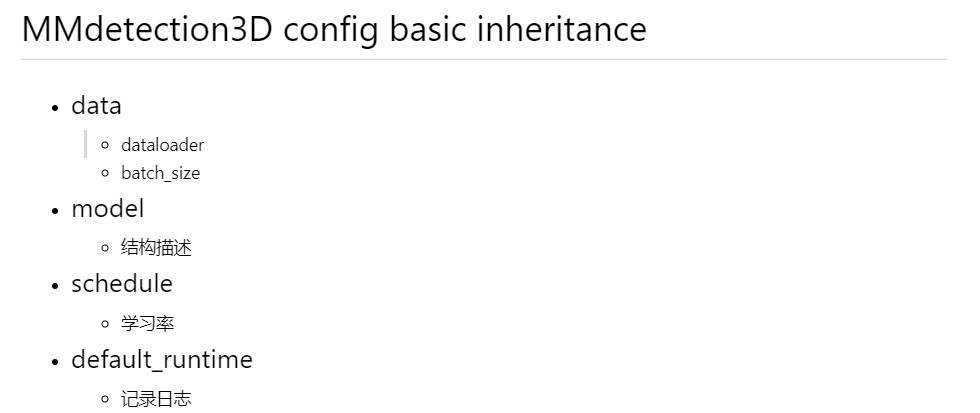 MMdetection3D config basic inheritance
data
dataloader
batch_size
model
结构描述
schedule
学习率
default_runtime
记录日志